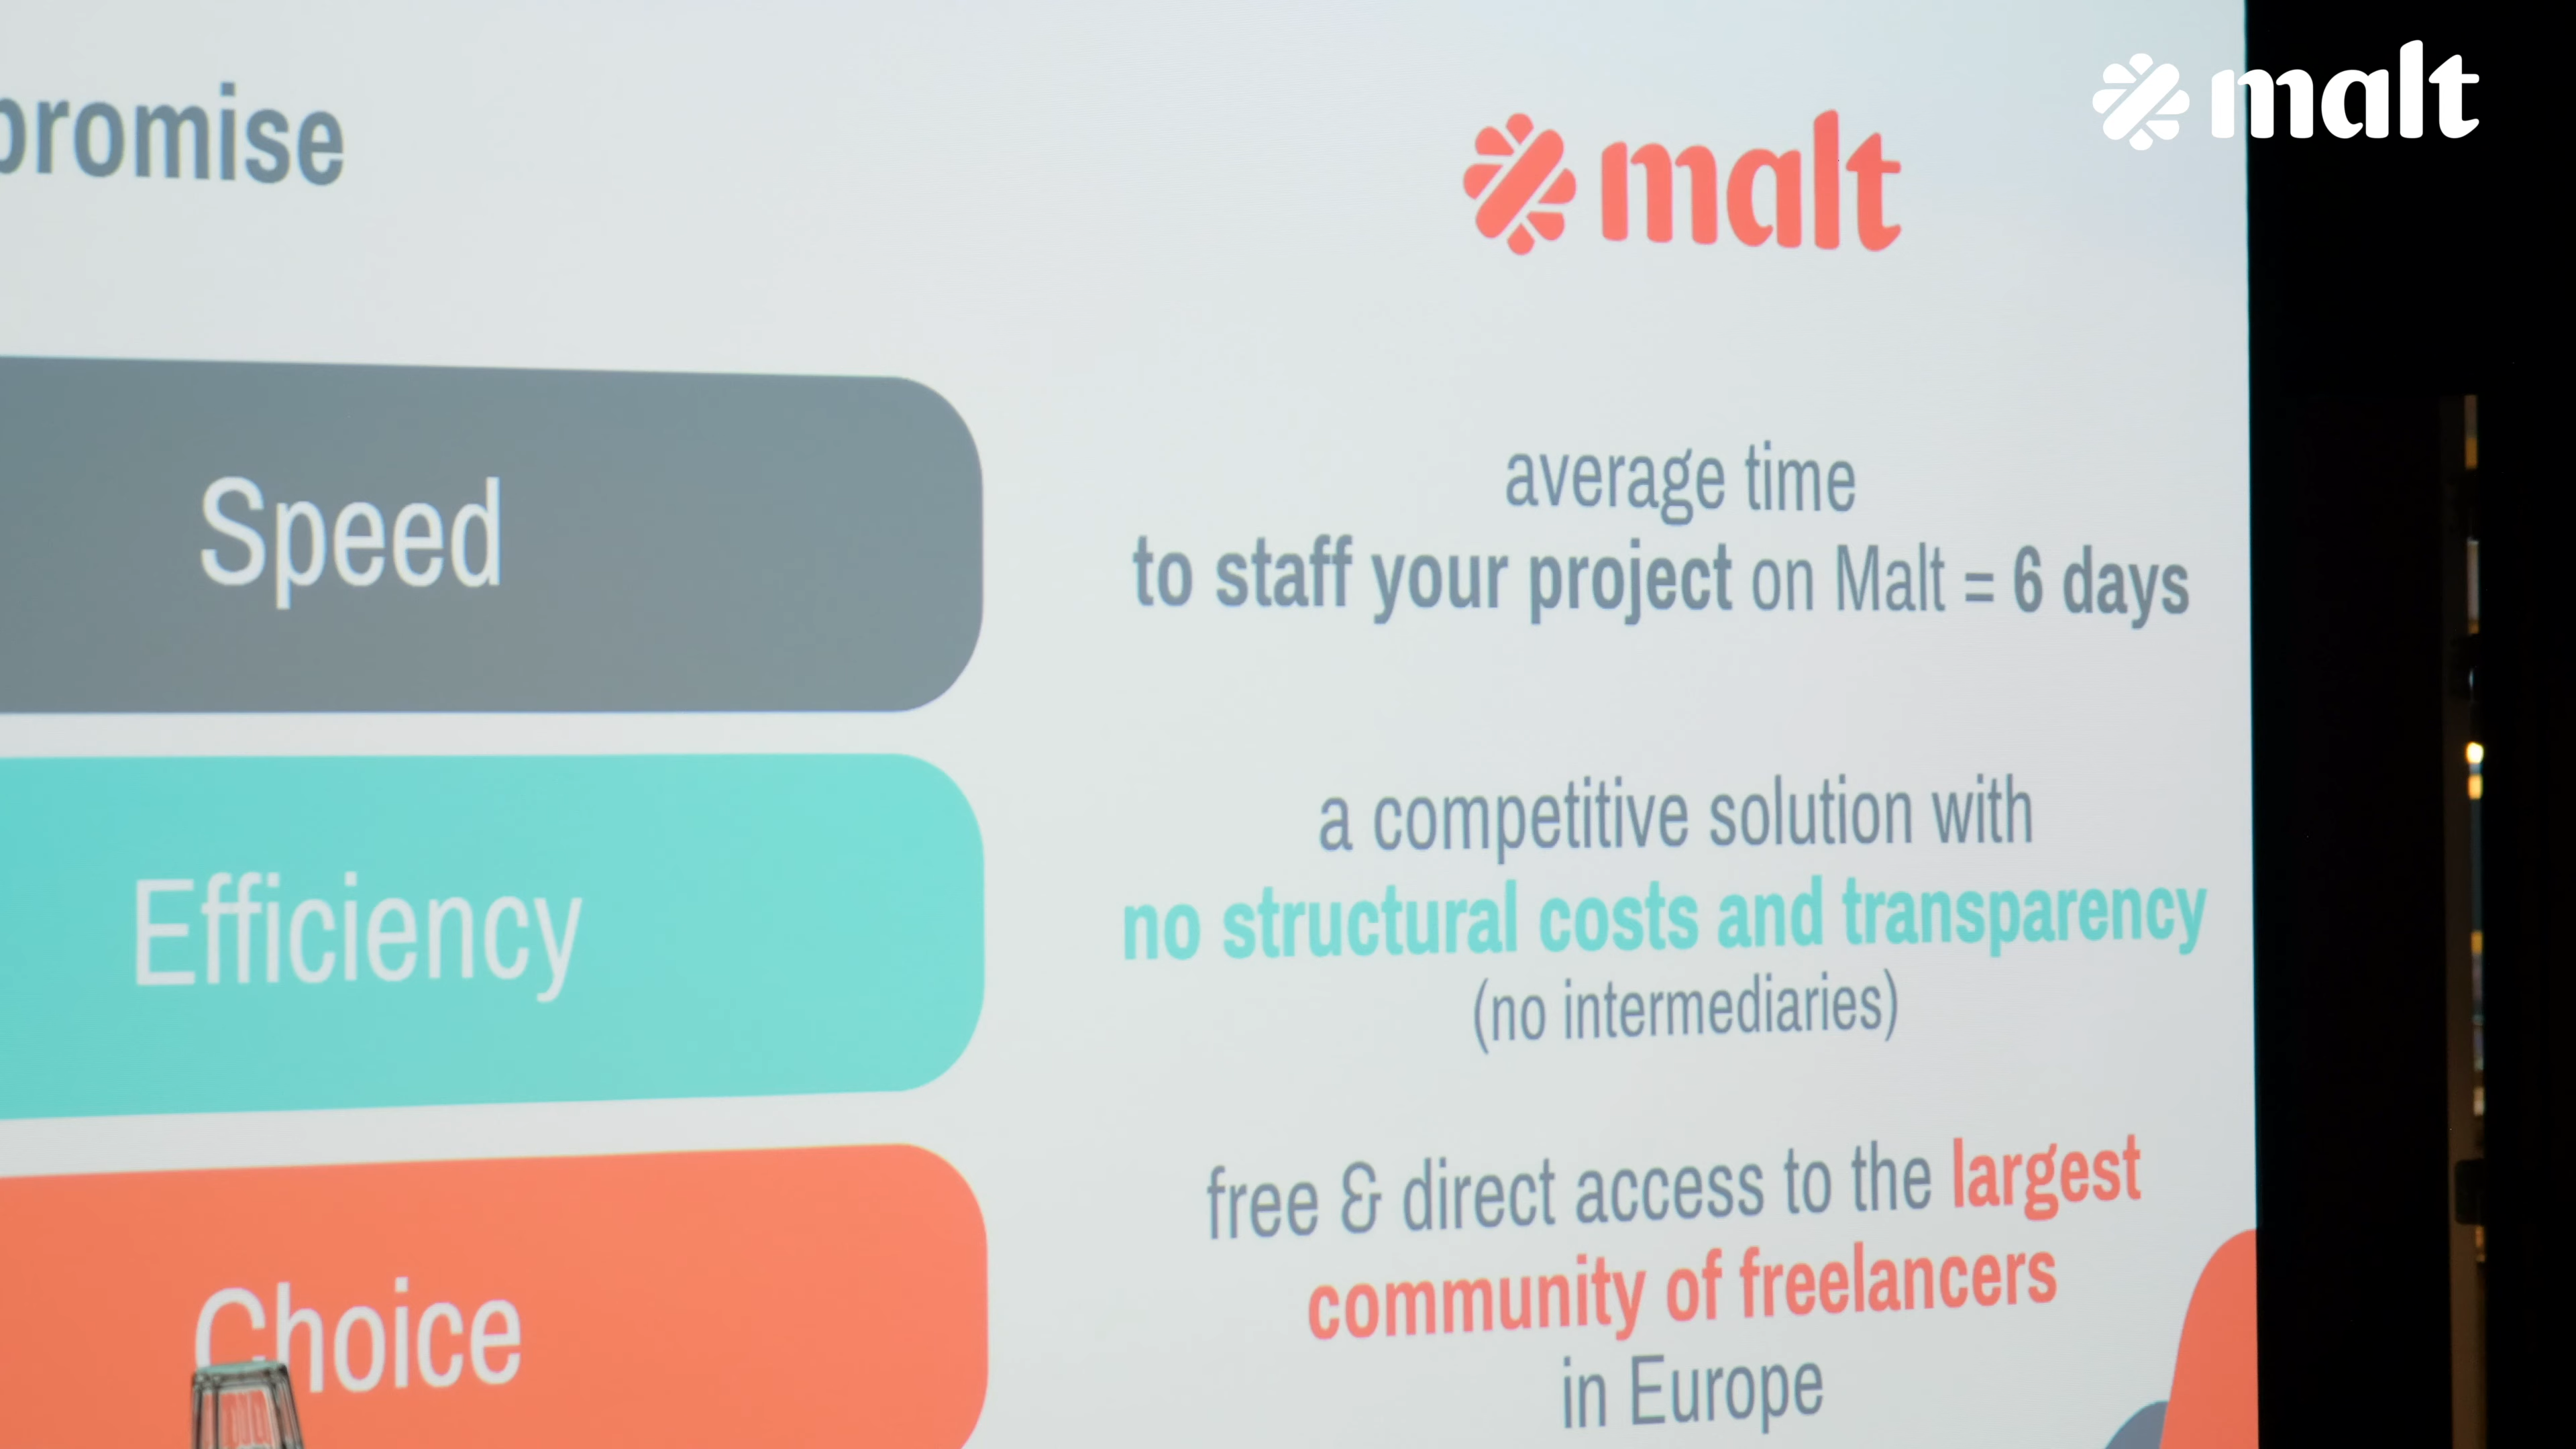 promise
malt
malt
Speed
average time
to staff your project on Malt = 6 days
Efficiency
a competitive solution with
no structural costs and transparency
(no intermediaries)
Choice
free & direct access to the largest
community of freelancers
in Europe